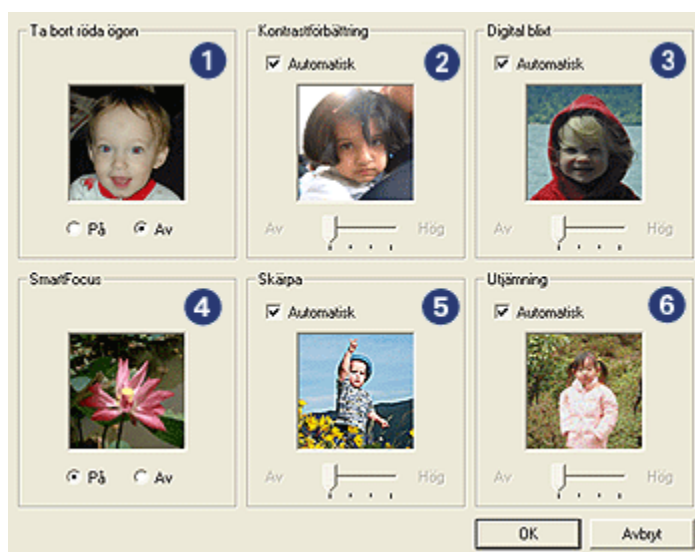 Ta bort röda ögon
1
På Av
Kontrastförbättring
Automatisk
2
Av Hög
Digital blixt
Automatisk
3
Av Hög
SmartFocus
4
På Av
Skärpa
Automatisk
5
Av Hög
Utjämning
Automatisk
6
Av Hög
OK Avbryt